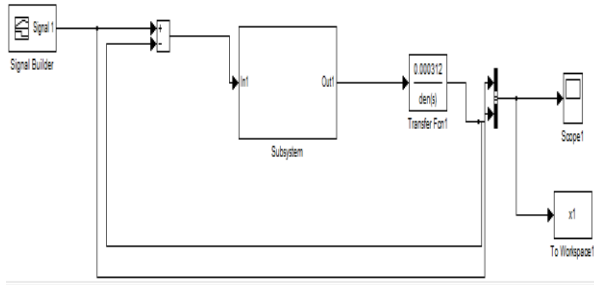 Signal 1
Signal Builder
+
−
In1
Out1
Subsystem
0.000312
den(s)
Transfer Fcn1
Scope1
x1
To Workspace1